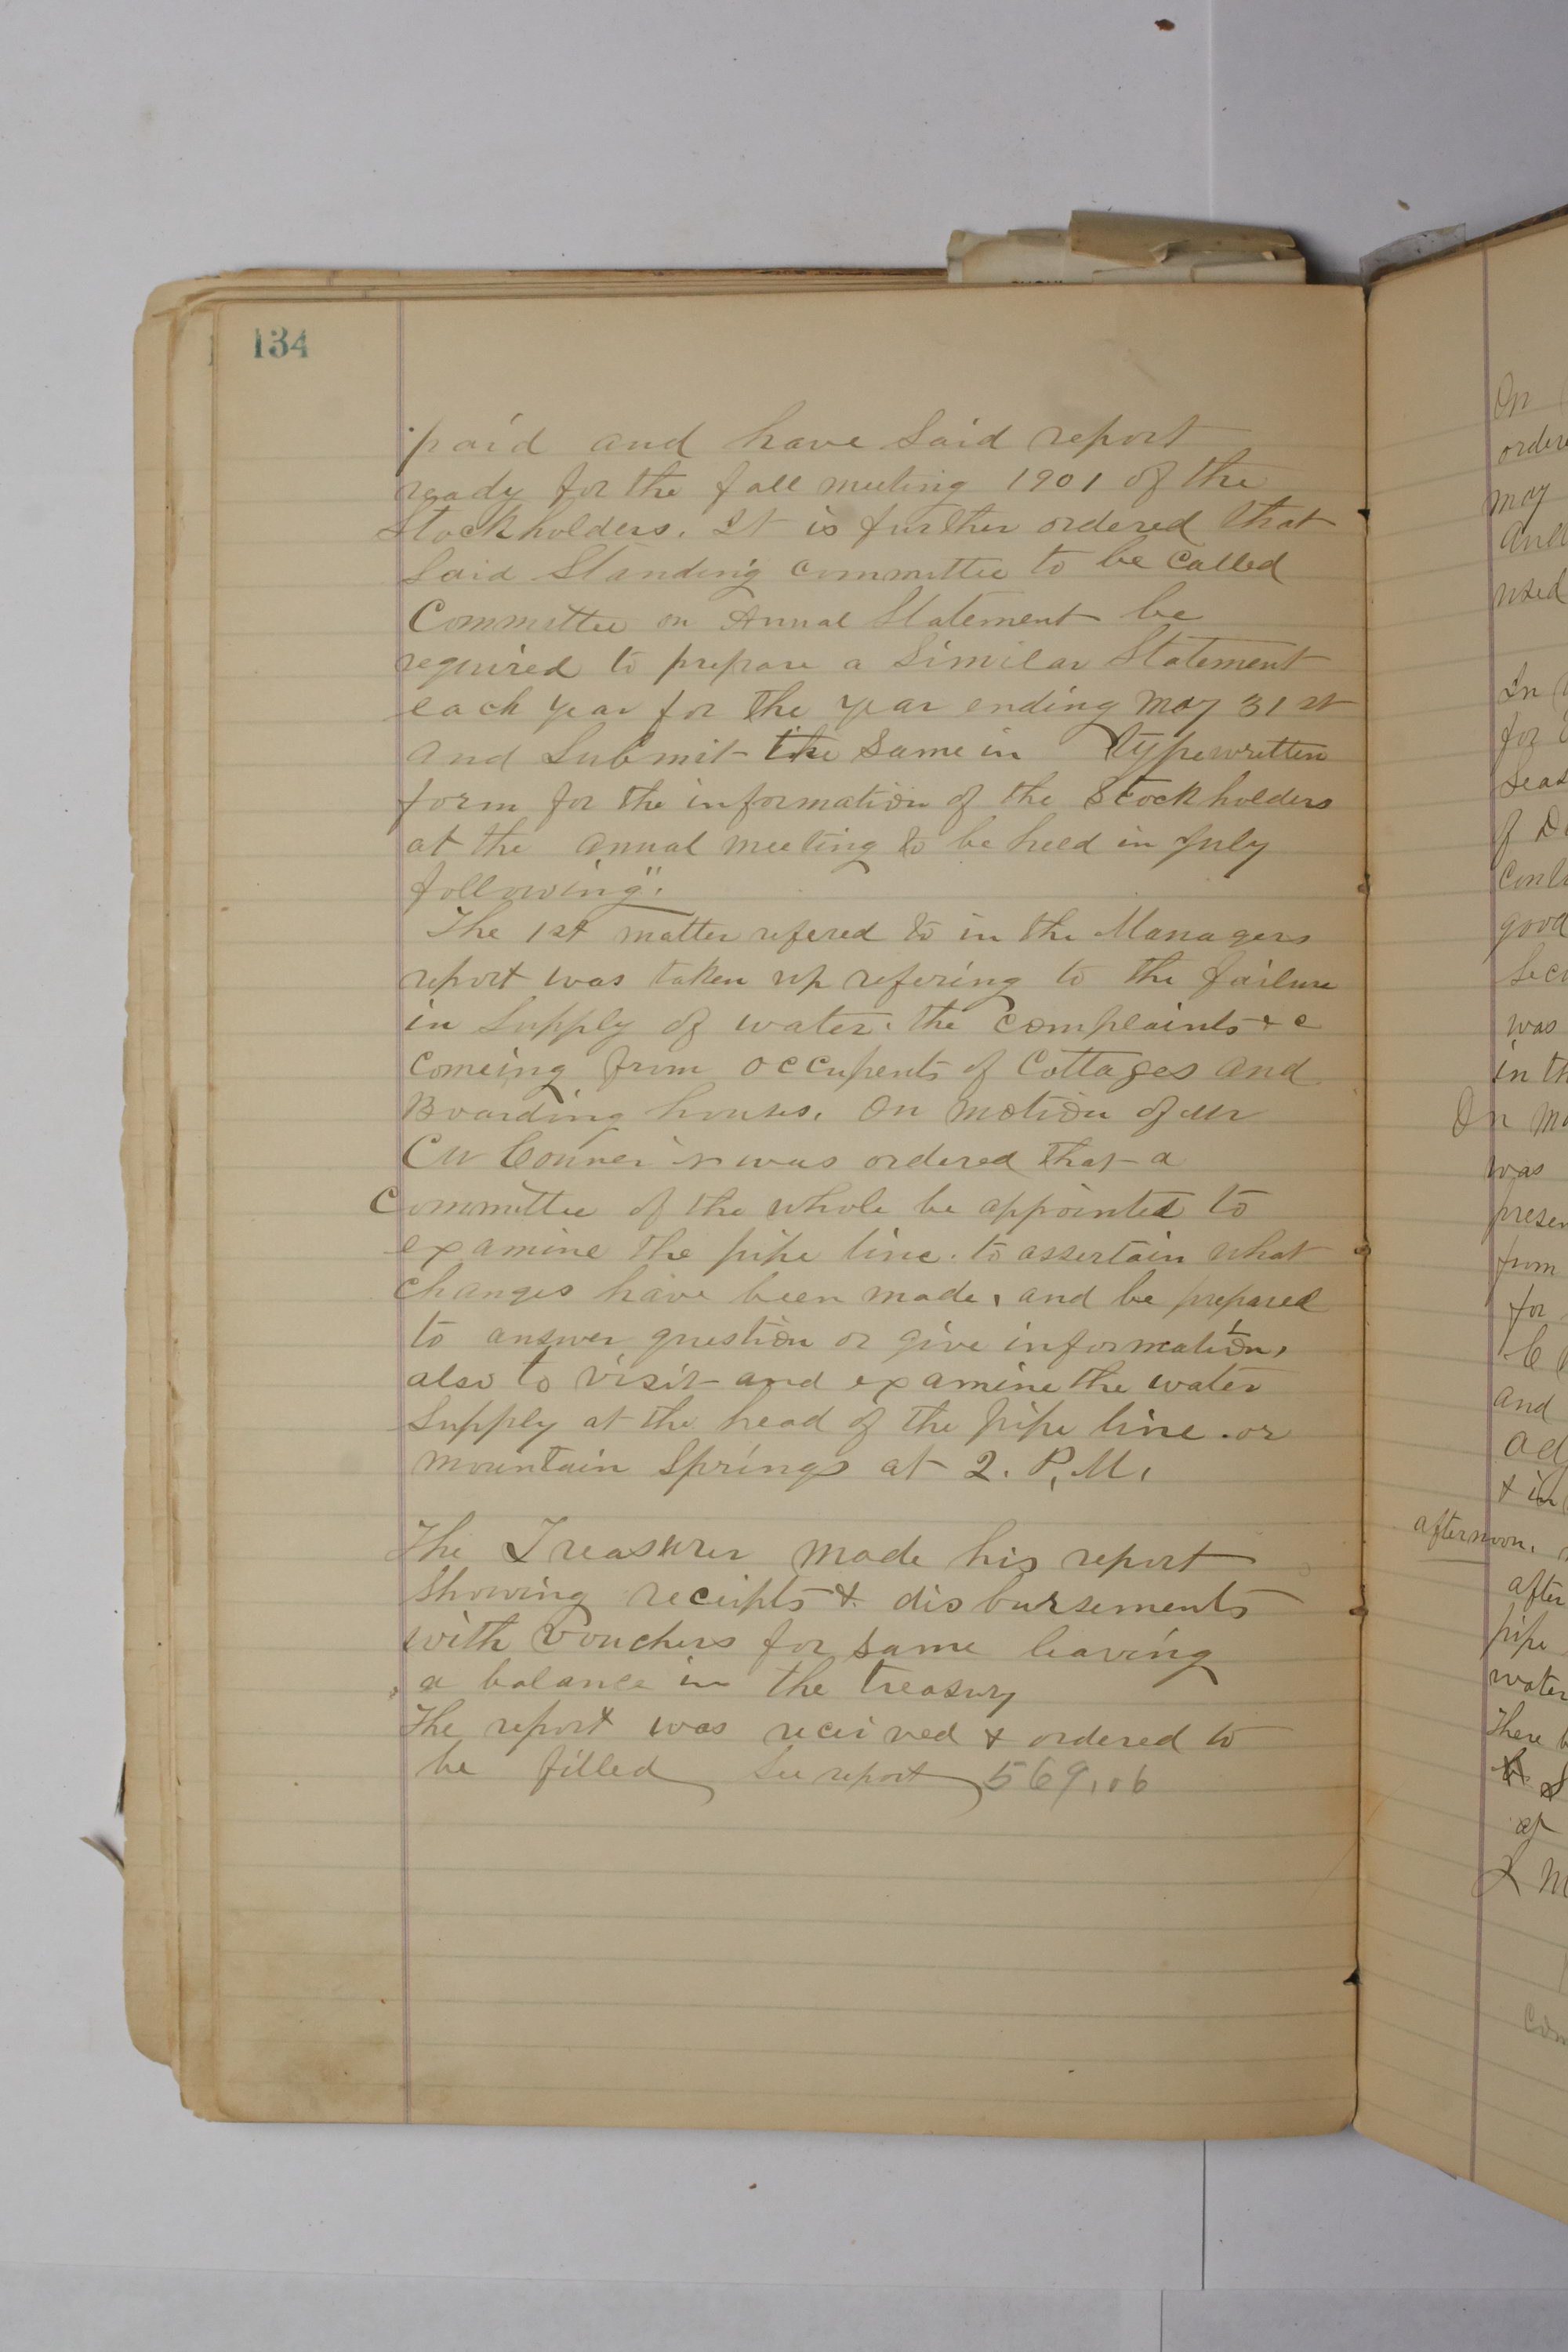 134
paid and have said report
ready for the fall meeting 1901 of the
Stockholders. It is further ordered that
said Standing committee to be called
Committee on Annual Statement be
required to prepare a similar Statement
each year for the year ending May 31st
and submit the same in typewritten
form for the information of the Stockholders
at the annual meeting to be held in July
following".
The 1st matter refered to in the Managers
report was taken up refering to the failure
in supply of water. the complaints &c
comeing from occupents of Cottages and
Boarding houses. On motion of Mr
CW Conner it was ordered that a
Committee of the whole be appointed to
examine the pipe line. to assertain what
changes have been made, and be prepared
to answer question or give information,
also to visit and examine the water
supply at the head of the pipe line. or
mountain springs at 2. P.M.
The Treasurer made his report
showing receipts & disbursements
with vouchers for same leaving
a balance in the treasury
The report was received & ordered to
be filled see report 569.06
On
ordere
may
and
used
In
for
seas
of
good
was
in th
On mo
was
presen
from
for
and
ad
& in
afternoon.
after
pipe
water
There b
com